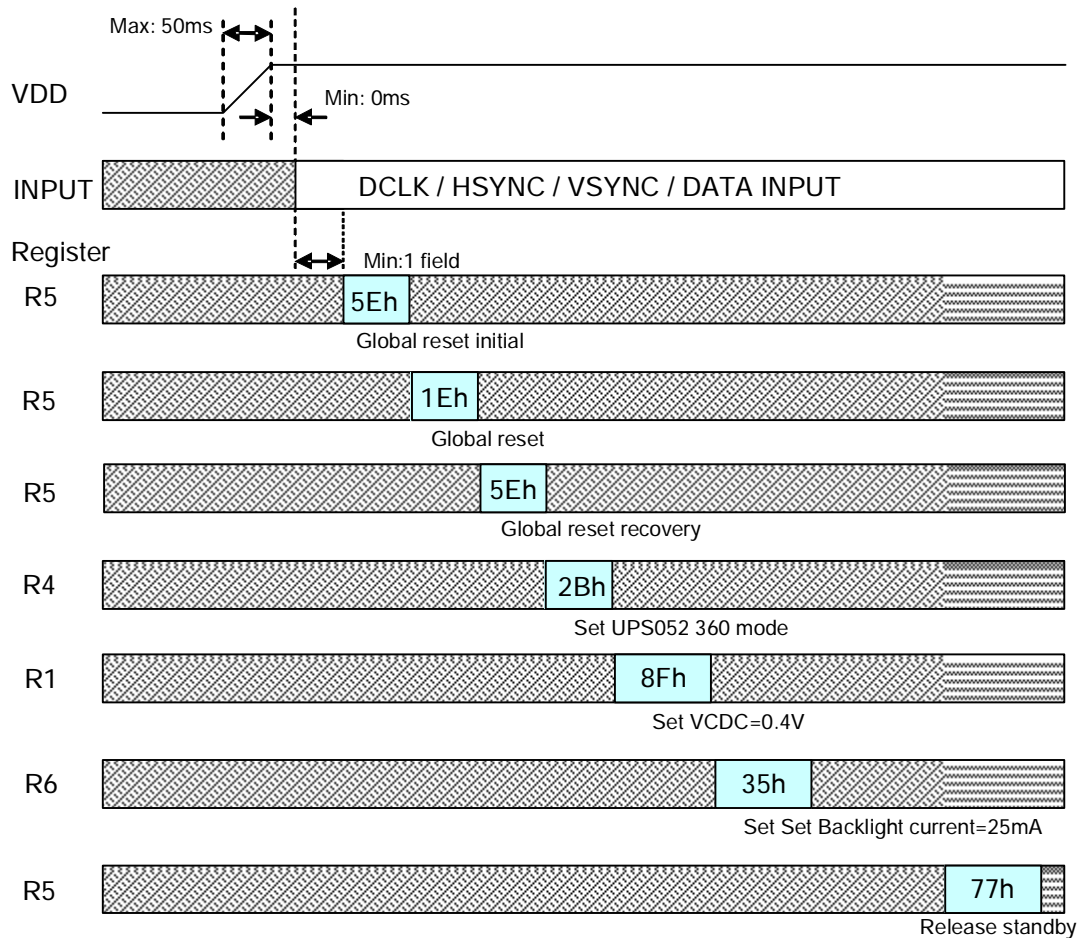 Max: 50ms
VDD
Min: 0ms
INPUT
DCLK / HSYNC / VSYNC / DATA INPUT
Register
Min:1 field
R5
5Eh
Global reset initial
R5
1Eh
Global reset
R5
5Eh
Global reset recovery
R4
2Bh
Set UPS052 360 mode
R1
8Fh
Set VCDC=0.4V
R6
35h
Set Set Backlight current=25mA
R5
77h
Release standby